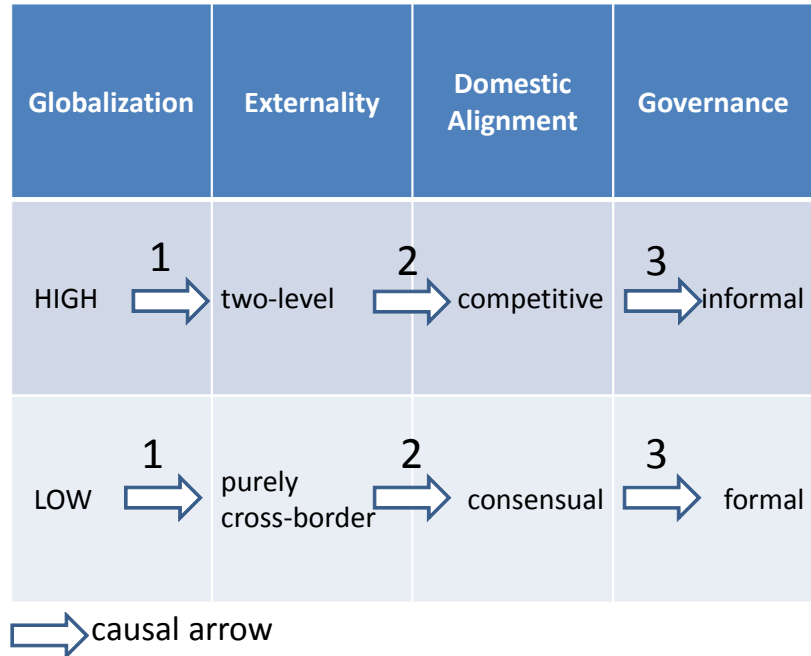 Globalization
Externality
Domestic
Alignment
Governance
1
2
3
HIGH
two-level
competitive
informal
1
2
3
LOW
purely
cross-border
consensual
formal
causal arrow